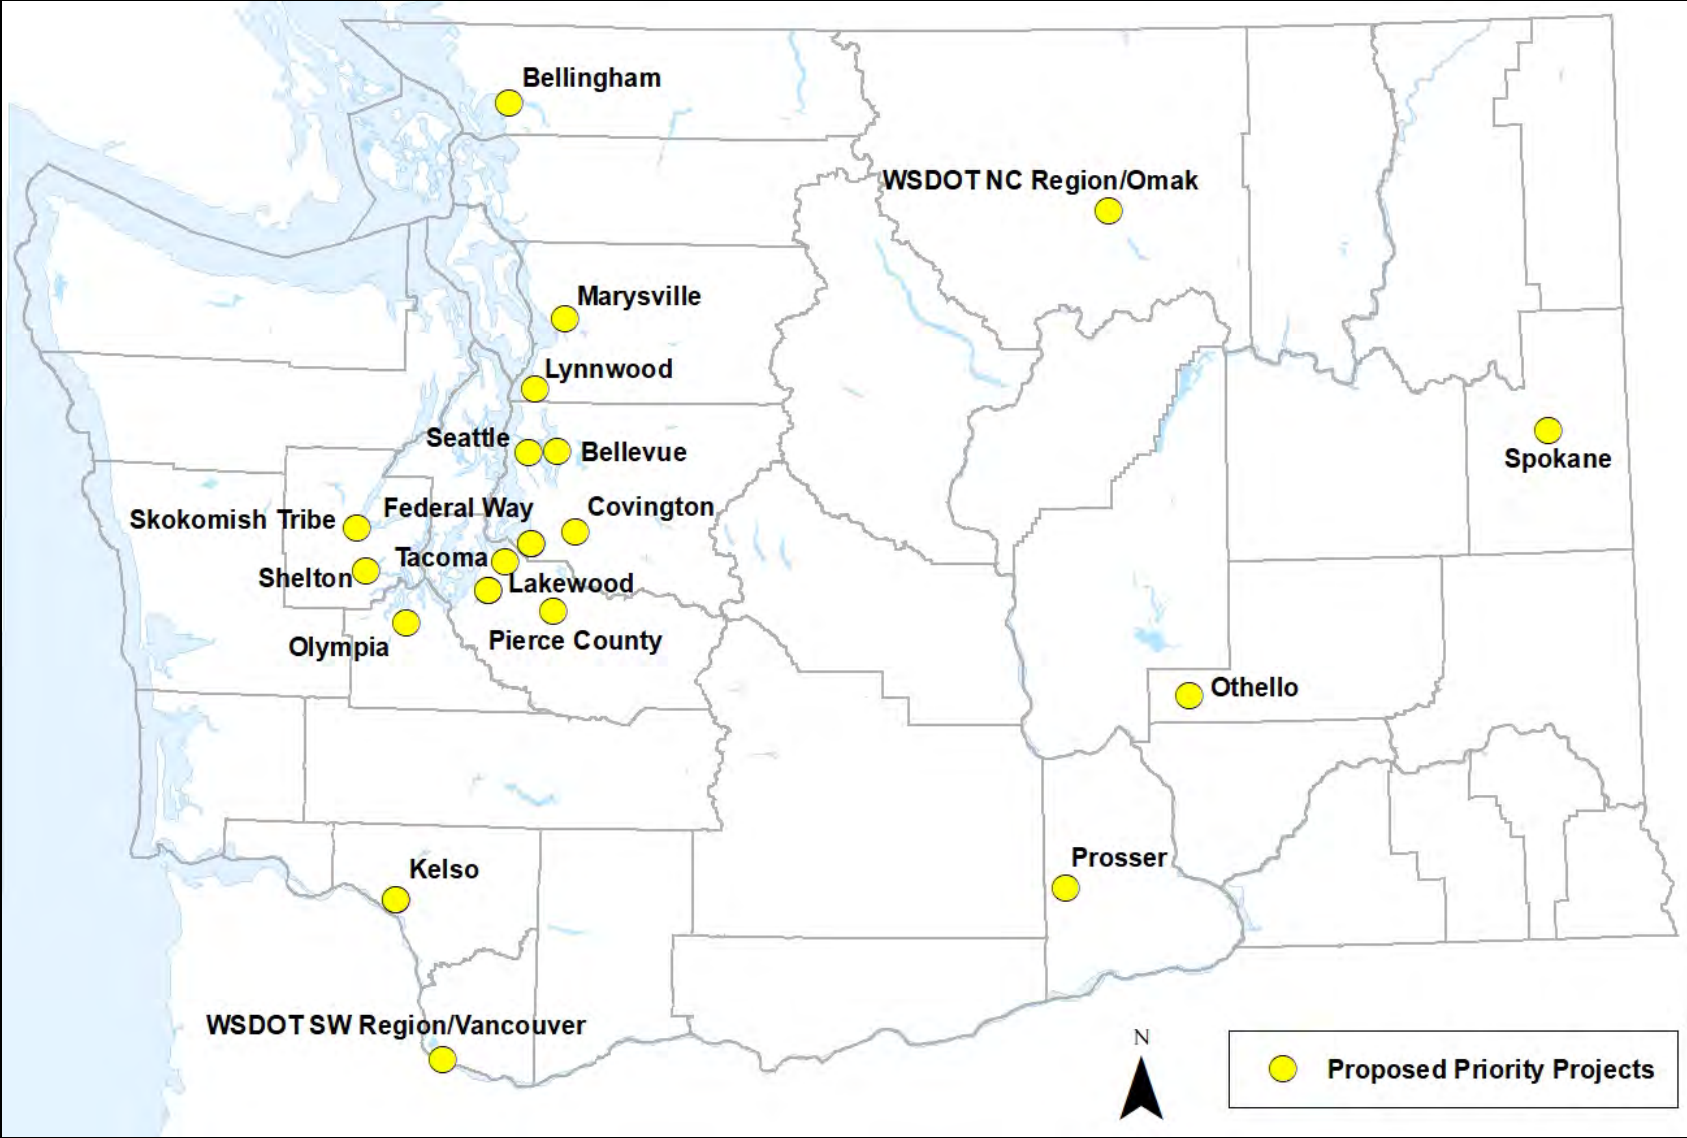 Bellingham
WSDOT NC Region/Omak
Marysville
Lynnwood
Seattle
Bellevue
Spokane
Federal Way
Covington
Skokomish Tribe
Tacoma
Shelton
Lakewood
Olympia
Pierce County
Othello
Prosser
Kelso
WSDOT SW Region/Vancouver
N
Proposed Priority Projects